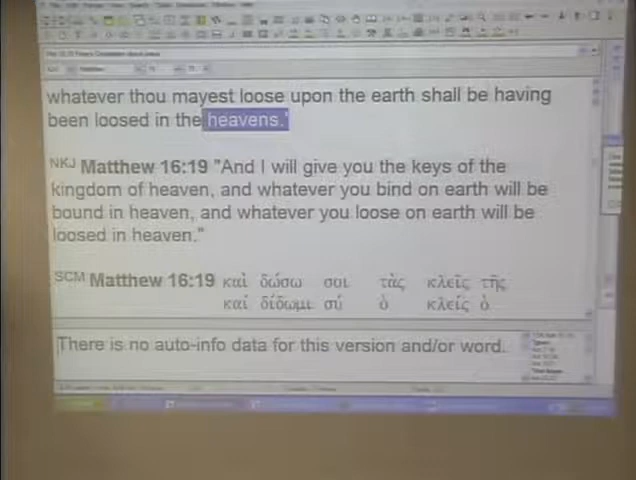 whatever thou mayest loose upon the earth shall be having
been loosed in the heavens.'
NKJ Matthew 16:19 "And I will give you the keys of the
kingdom of heaven, and whatever you bind on earth will be
bound in heaven, and whatever you loose on earth will be
loosed in heaven."
SCM Matthew 16:19 καὶ δώσω σοι τὰς κλεῖς τῆς
καί δίδωμι σύ ὁ κλείς ὁ
There is no auto-info data for this version and/or word.